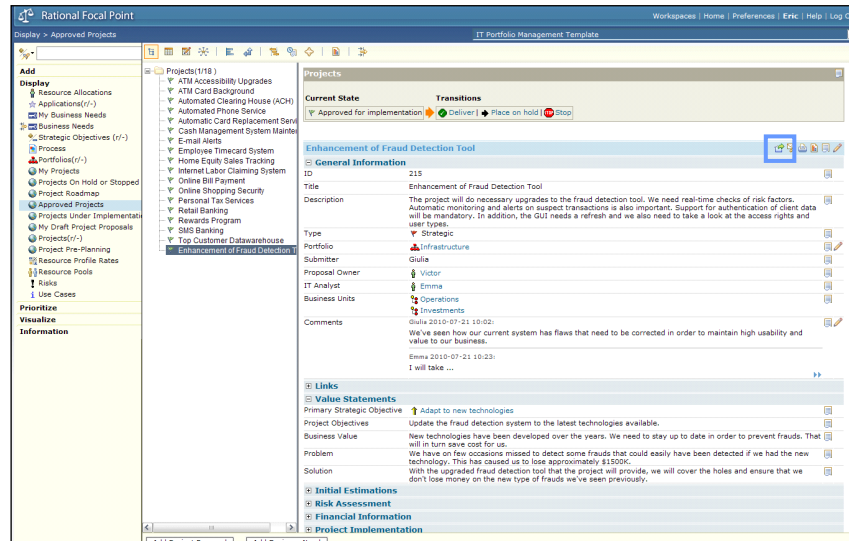 Rational Focal Point
Workspaces | Home | Preferences | Eric | Help | Log O
Display > Approved Projects
IT Portfolio Management Template
Add
Display
Resource Allocations
Applications(r/-)
My Business Needs
Business Needs
Strategic Objectives (r/-)
Process
Portfolios(r/-)
My Projects
Projects On Hold or Stopped
Project Roadmap
Approved Projects
Projects Under Implementati
My Draft Project Proposals
Projects(r/-)
Project Pre-Planning
Resource Profile Rates
Resource Pools
Risks
Use Cases
Prioritize
Visualize
Information
Projects(1/18)
ATM Accessibility Upgrades
ATM Card Background
Automated Clearing House (ACH)
Automated Phone Service
Automatic Card Replacement Servi
Cash Management System Mainte
E-mail Alerts
Employee Timecard System
Home Equity Sales Tracking
Internet Labor Claiming System
Online Bill Payment
Online Shopping Security
Personal Tax Services
Retail Banking
Rewards Program
SMS Banking
Top Customer Datawarehouse
Enhancement of Fraud Detection T
Projects
Current State Transitions
Approved for implementation Deliver | Place on hold | Stop
Enhancement of Fraud Detection Tool
General Information
ID 215
Title Enhancement of Fraud Detection Tool
Description The project will do necessary upgrades to the fraud detection tool. We need real-time checks of risk factors.
Automatic monitoring and alerts on suspect transactions is also important. Support for authentication of client data
will be mandatory. In addition, the GUI needs a refresh and we also need to take a look at the access rights and
user types.
Type Strategic
Portfolio Infrastructure
Submitter Giulia
Proposal Owner Victor
IT Analyst Emma
Business Units Operations
Investments
Comments Giulia 2010-07-21 10:02:
We've seen how our current system has flaws that need to be corrected in order to maintain high usability and
value to our business.
Emma 2010-07-21 10:23:
I will take ...
Links
Value Statements
Primary Strategic Objective Adapt to new technologies
Project Objectives Update the fraud detection system to the latest technologies available.
Business Value New technologies have been developed over the years. We need to stay up to date in order to prevent frauds. That
will in turn save cost for us.
Problem We have on few occasions missed to detect some frauds that could easily have been detected if we had the new
technology. This has caused us to lose approximately $1500K.
Solution With the upgraded fraud detection tool that the project will provide, we will cover the holes and ensure that we
don't lose money on the new type of frauds we've seen previously.
Initial Estimations
Risk Assessment
Financial Information
Project Implementation